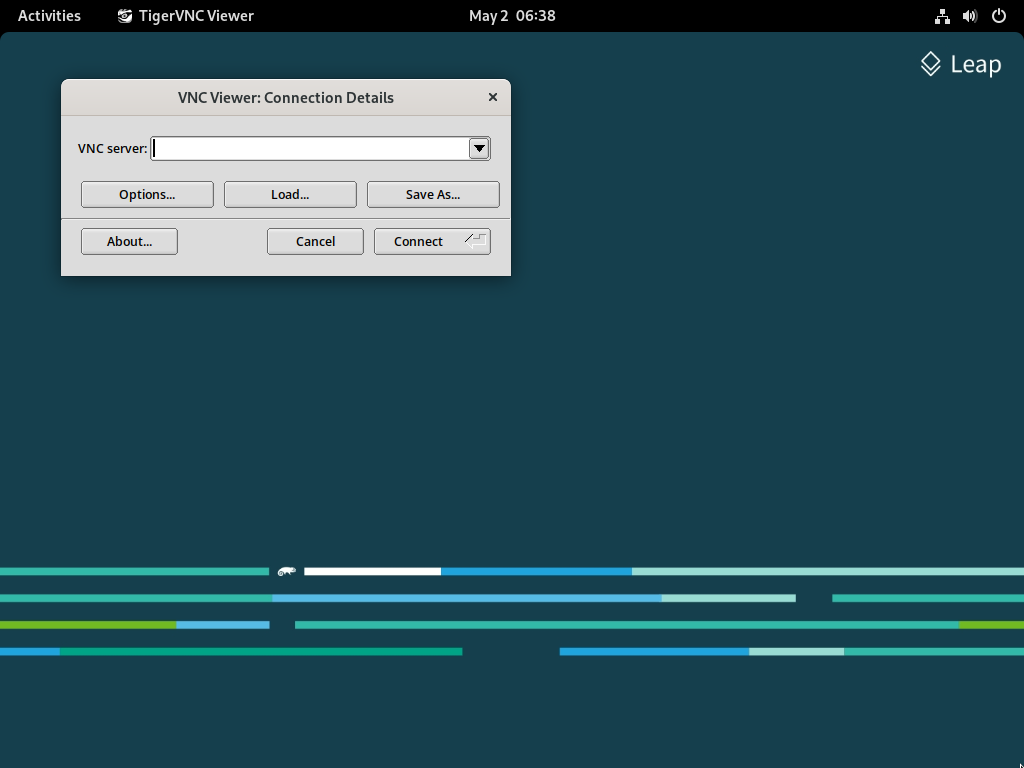 Activities TigerVNC Viewer May 2 06:38
Leap
VNC Viewer: Connection Details
VNC server:
Options... Load... Save As...
About... Cancel Connect